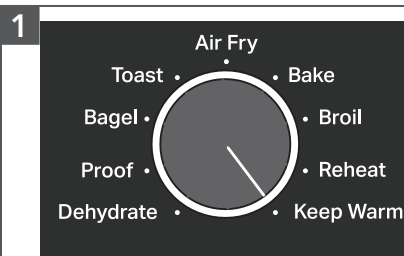 1
Air Fry
Toast Bake
Bagel Broil
Proof Reheat
Dehydrate Keep Warm